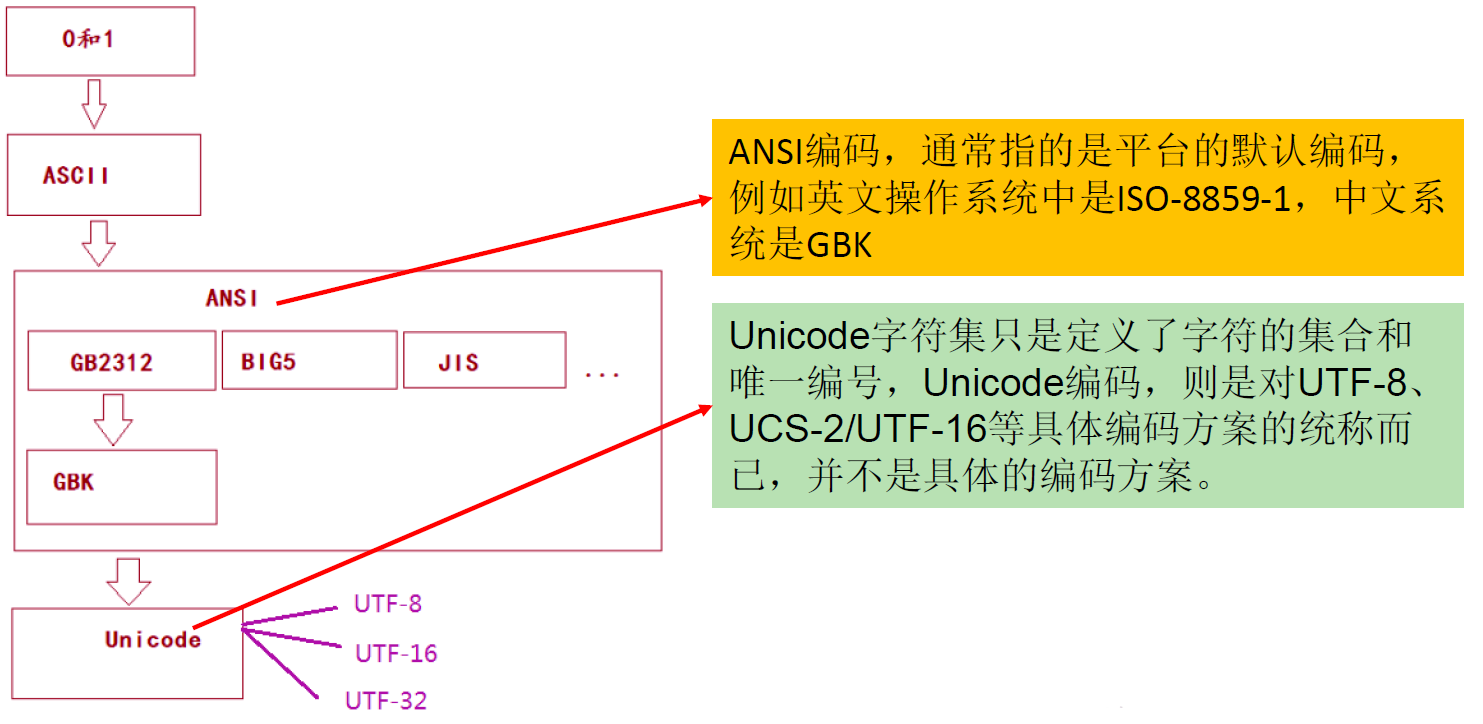 0和1
ASCII
ANSI
GB2312
BIG5
JIS
...
GBK
Unicode
UTF-8
UTF-16
UTF-32
ANSI编码，通常指的是平台的默认编码，
例如英文操作系统中是ISO-8859-1，中文系
统是GBK
Unicode字符集只是定义了字符的集合和
唯一编号，Unicode编码，则是对UTF-8、
UCS-2/UTF-16等具体编码方案的统称而
已，并不是具体的编码方案。